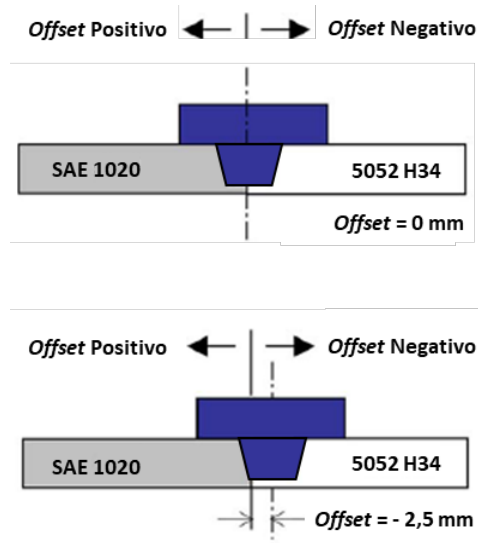 Offset Positivo Offset Negativo
SAE 1020 5052 H34
Offset = 0 mm
Offset Positivo Offset Negativo
SAE 1020 5052 H34
Offset = - 2,5 mm